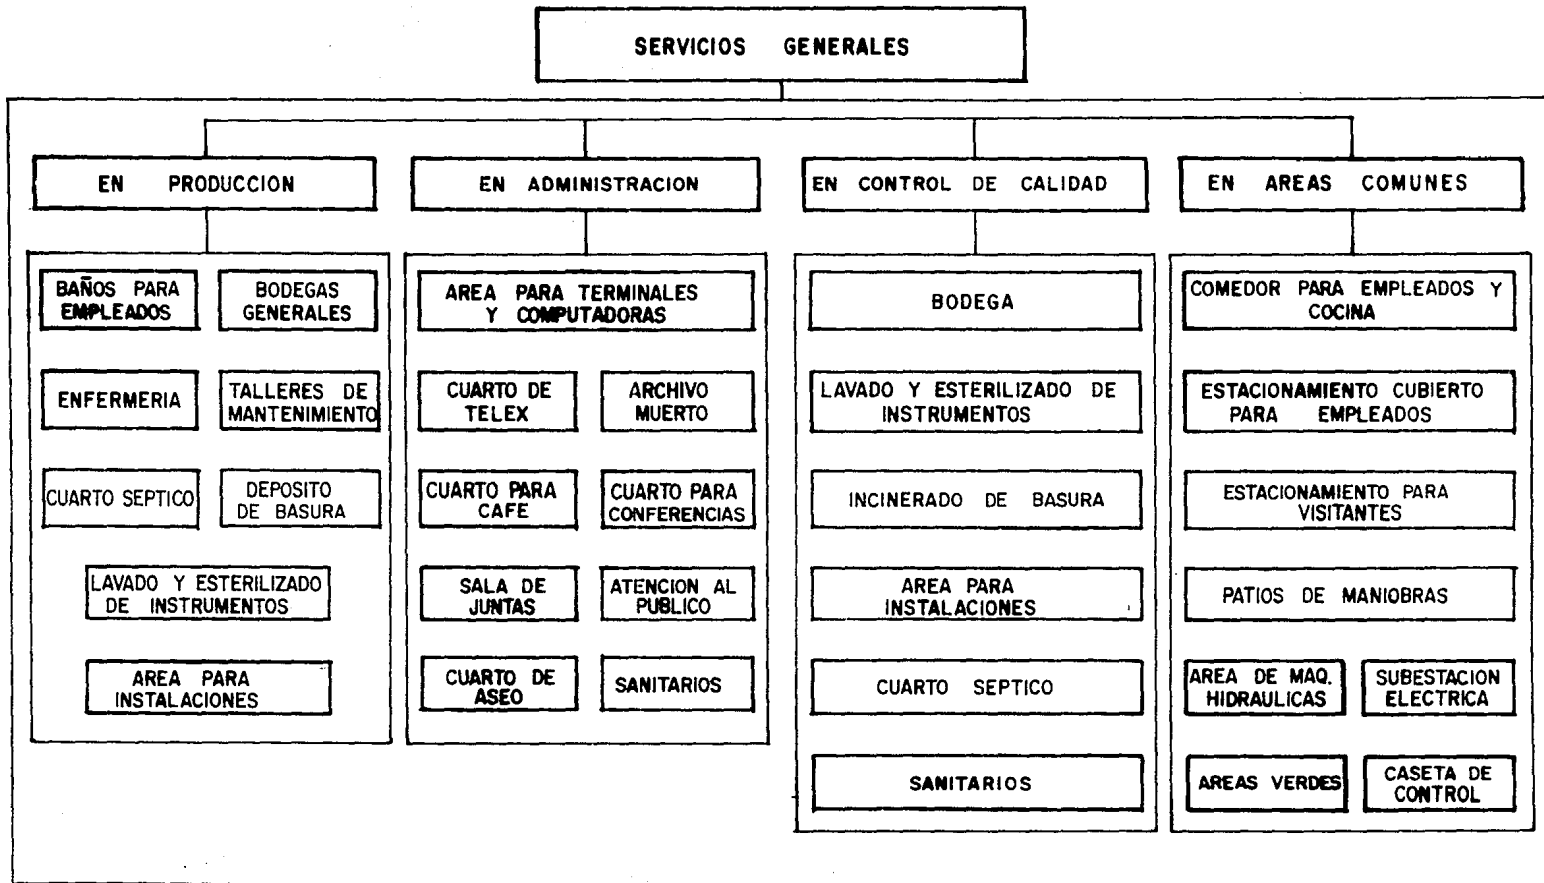 SERVICIOS GENERALES
EN PRODUCCION
BAÑOS PARA
EMPLEADOS
BODEGAS
GENERALES
ENFERMERIA
TALLERES DE
MANTENIMIENTO
CUARTO SEPTICO
DEPOSITO
DE BASURA
LAVADO Y ESTERILIZADO
DE INSTRUMENTOS
AREA PARA
INSTALACIONES
EN ADMINISTRACION
AREA PARA TERMINALES
Y COMPUTADORAS
CUARTO DE
TELEX
ARCHIVO
MUERTO
CUARTO PARA
CAFE
CUARTO PARA
CONFERENCIAS
SALA DE
JUNTAS
ATENCION AL
PUBLICO
CUARTO DE
ASEO
SANITARIOS
EN CONTROL DE CALIDAD
BODEGA
LAVADO Y ESTERILIZADO DE
INSTRUMENTOS
INCINERADO DE BASURA
AREA PARA
INSTALACIONES
CUARTO SEPTICO
SANITARIOS
EN AREAS COMUNES
COMEDOR PARA EMPLEADOS Y
COCINA
ESTACIONAMIENTO CUBIERTO
PARA EMPLEADOS
ESTACIONAMIENTO PARA
VISITANTES
PATIOS DE MANIOBRAS
AREA DE MAQ.
HIDRAULICAS
SUBESTACION
ELECTRICA
AREAS VERDES
CASETA DE
CONTROL